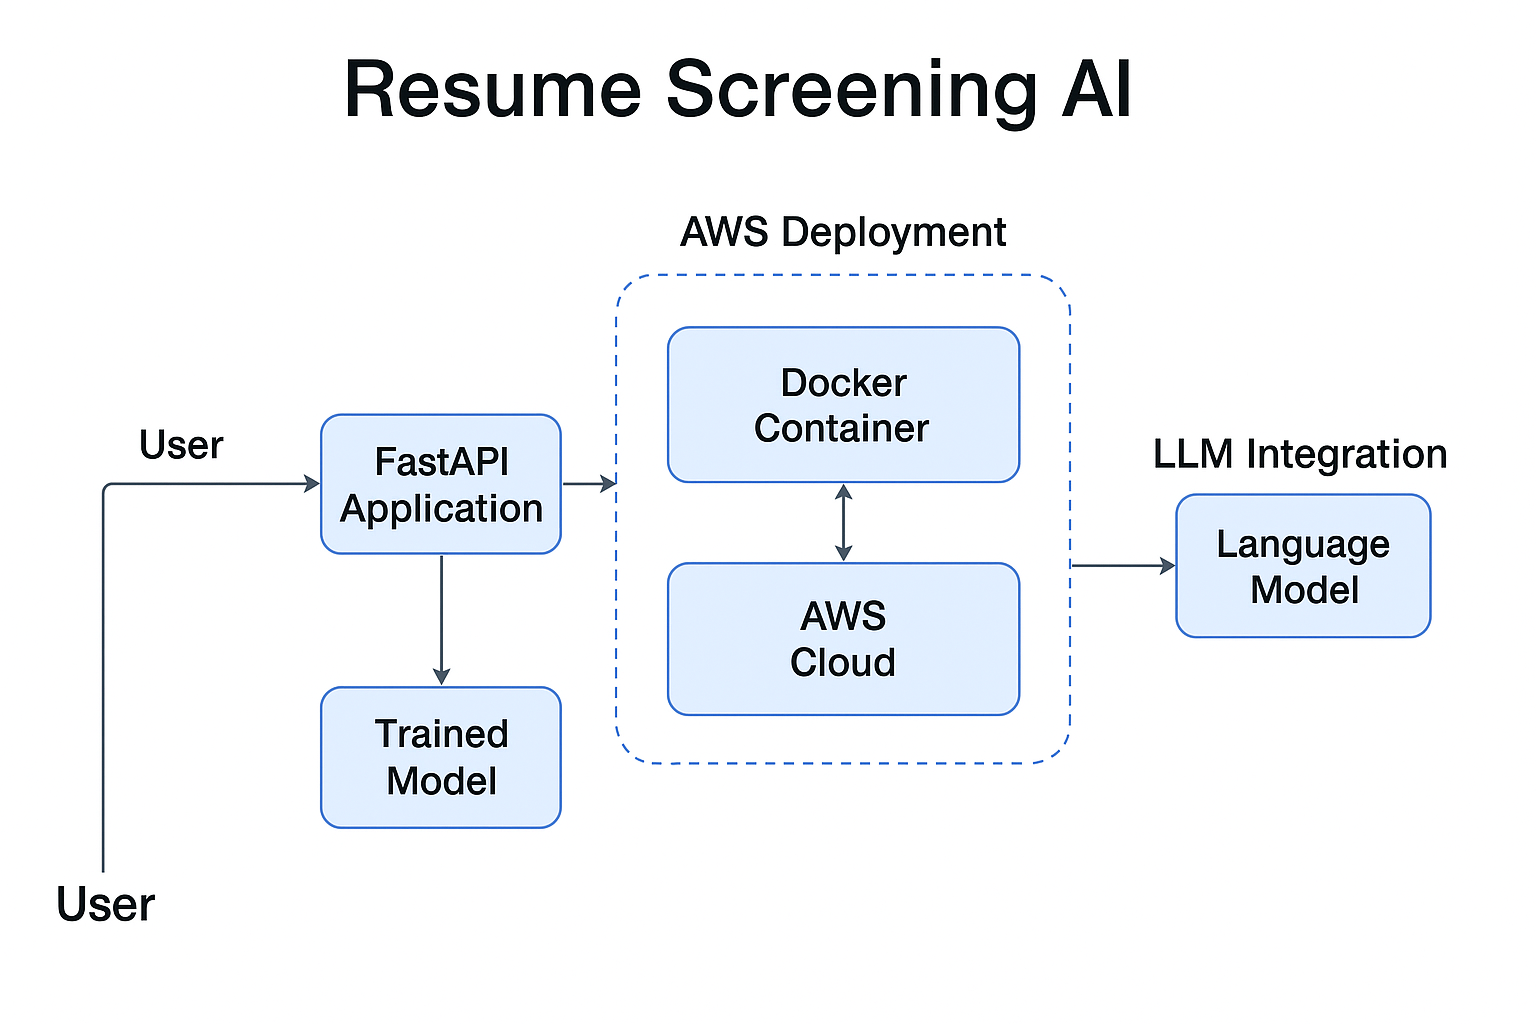 Resume Screening AI
AWS Deployment
Docker
Container
User
FastAPI
Application
LLM Integration
Language
Model
AWS
Cloud
Trained
Model
User